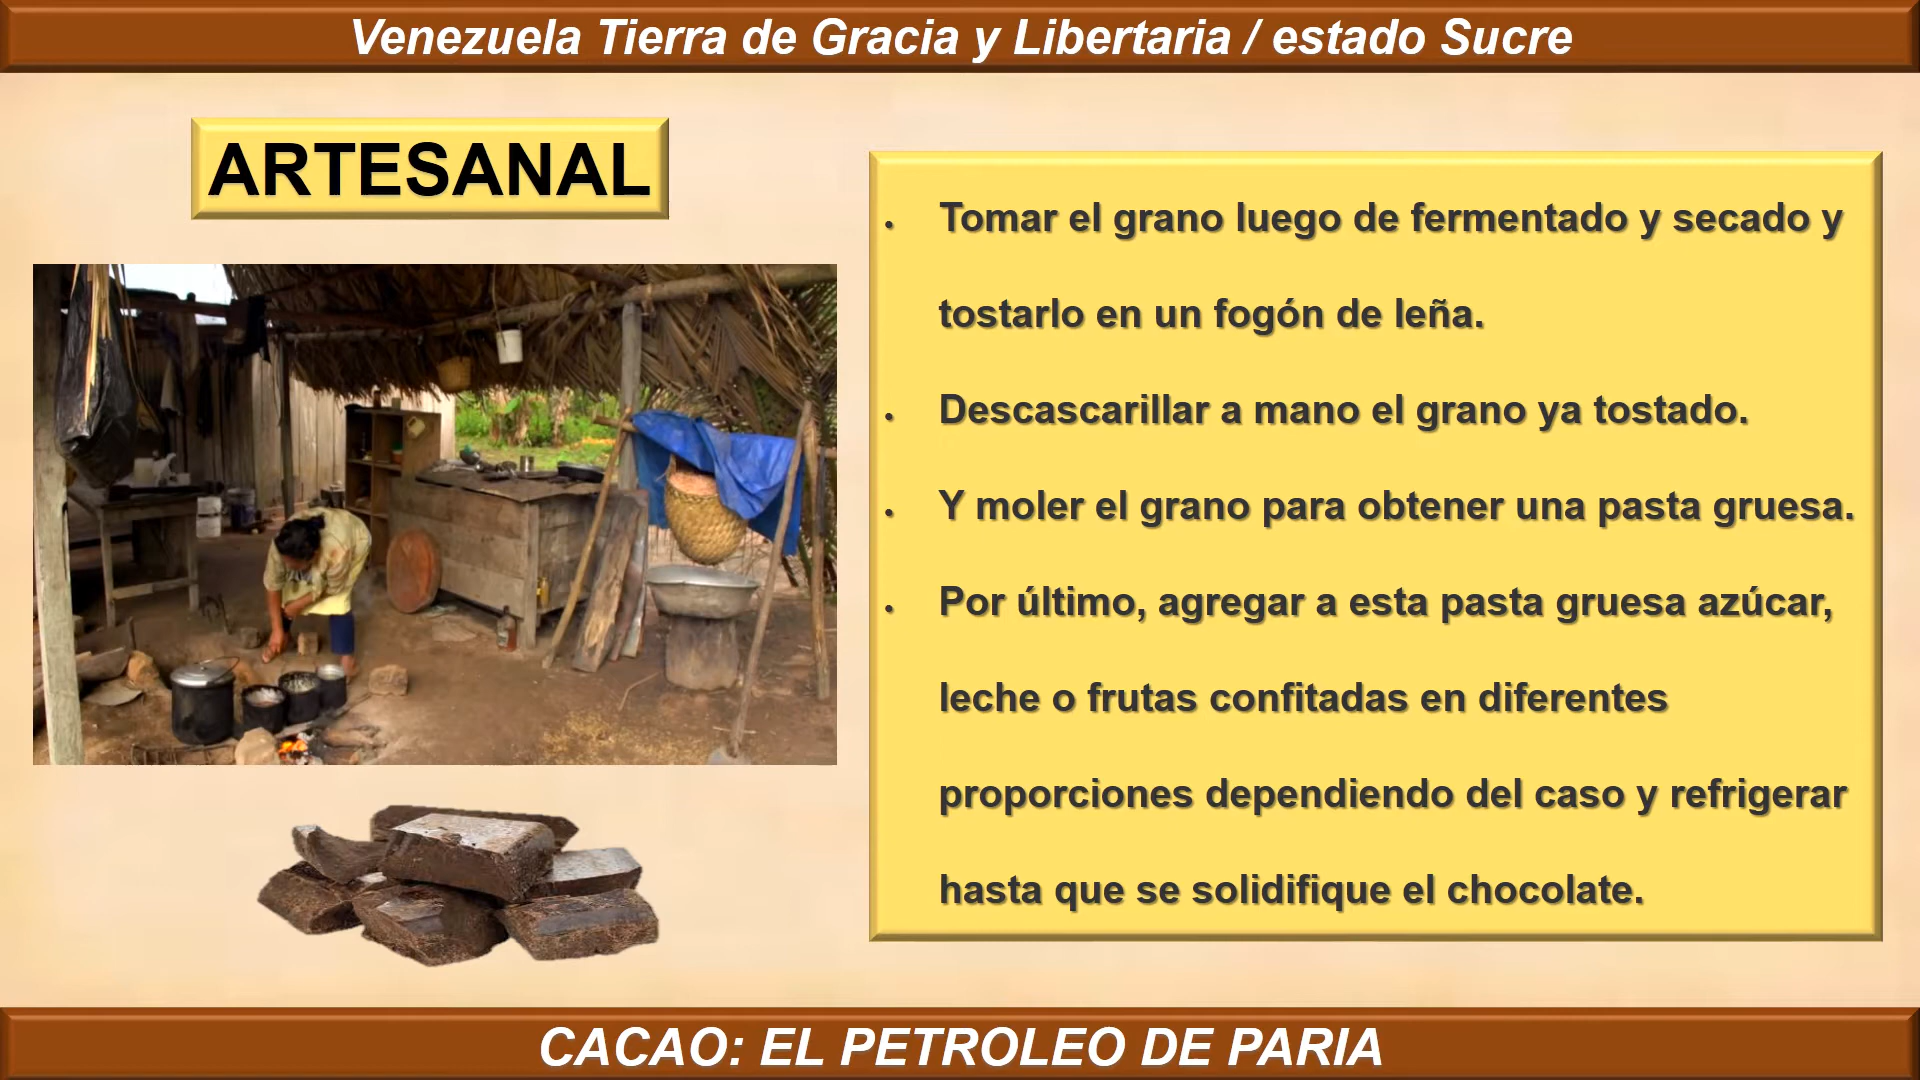 Venezuela Tierra de Gracia y Libertaria / estado Sucre
ARTESANAL
• Tomar el grano luego de fermentado y secado y
tostarlo en un fogón de leña.
• Descascarillar a mano el grano ya tostado.
• Y moler el grano para obtener una pasta gruesa.
• Por último, agregar a esta pasta gruesa azúcar,
leche o frutas confitadas en diferentes
proporciones dependiendo del caso y refrigerar
hasta que se solidifique el chocolate.
CACAO: EL PETROLEO DE PARIA